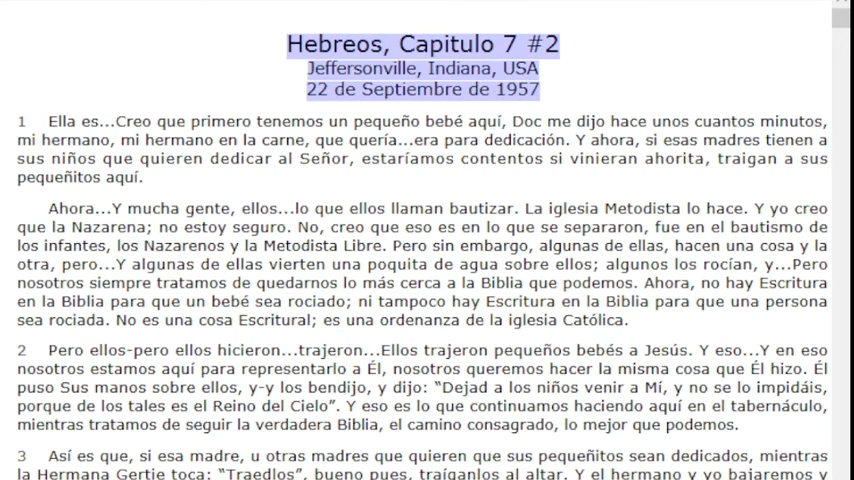 Hebreos, Capitulo 7 #2
Jeffersonville, Indiana, USA
22 de Septiembre de 1957
1 Ella es...Creo que primero tenemos un pequeño bebé aquí, Doc me dijo hace unos cuantos minutos,
mi hermano, mi hermano en la carne, que quería...era para dedicación. Y ahora, si esas madres tienen a
sus niños que quieren dedicar al Señor, estaríamos contentos si vinieran ahorita, traigan a sus
pequeñitos aquí.
Ahora...Y mucha gente, ellos...lo que ellos llaman bautizar. La iglesia Metodista lo hace. Y yo creo
que la Nazarena; no estoy seguro. No, creo que eso es en lo que se separaron, fue en el bautismo de
los infantes, los Nazarenos y la Metodista Libre. Pero sin embargo, algunas de ellas, hacen una cosa y la
otra, pero...Y algunas de ellas vierten una poquita de agua sobre ellos; algunos los rocían, y...Pero
nosotros siempre tratamos de quedarnos lo más cerca a la Biblia que podemos. Ahora, no hay Escritura
en la Biblia para que un bebé sea rociado; ni tampoco hay Escritura en la Biblia para que una persona
sea rociada. No es una cosa Escritural; es una ordenanza de la iglesia Católica.
2 Pero ellos-pero ellos hicieron...trajeron...Ellos trajeron pequeños bebés a Jesús. Y eso...Y en eso
nosotros estamos aquí para representarlo a Él, nosotros queremos hacer la misma cosa que Él hizo. Él
puso Sus manos sobre ellos, y-y los bendijo, y dijo: “Dejad a los niños venir a Mí, y no se lo impidáis,
porque de los tales es el Reino del Cielo”. Y eso es lo que continuamos haciendo aquí en el tabernáculo,
mientras tratamos de seguir la verdadera Biblia, el camino consagrado, lo mejor que podemos.
3 Así es que, si esa madre, u otras madres que quieren que sus pequeñitos sean dedicados, mientras
la Hermana Gertie toca: “Traedlos”, bueno pues, traíganlos al altar. Y el hermano y yo bajaremos y